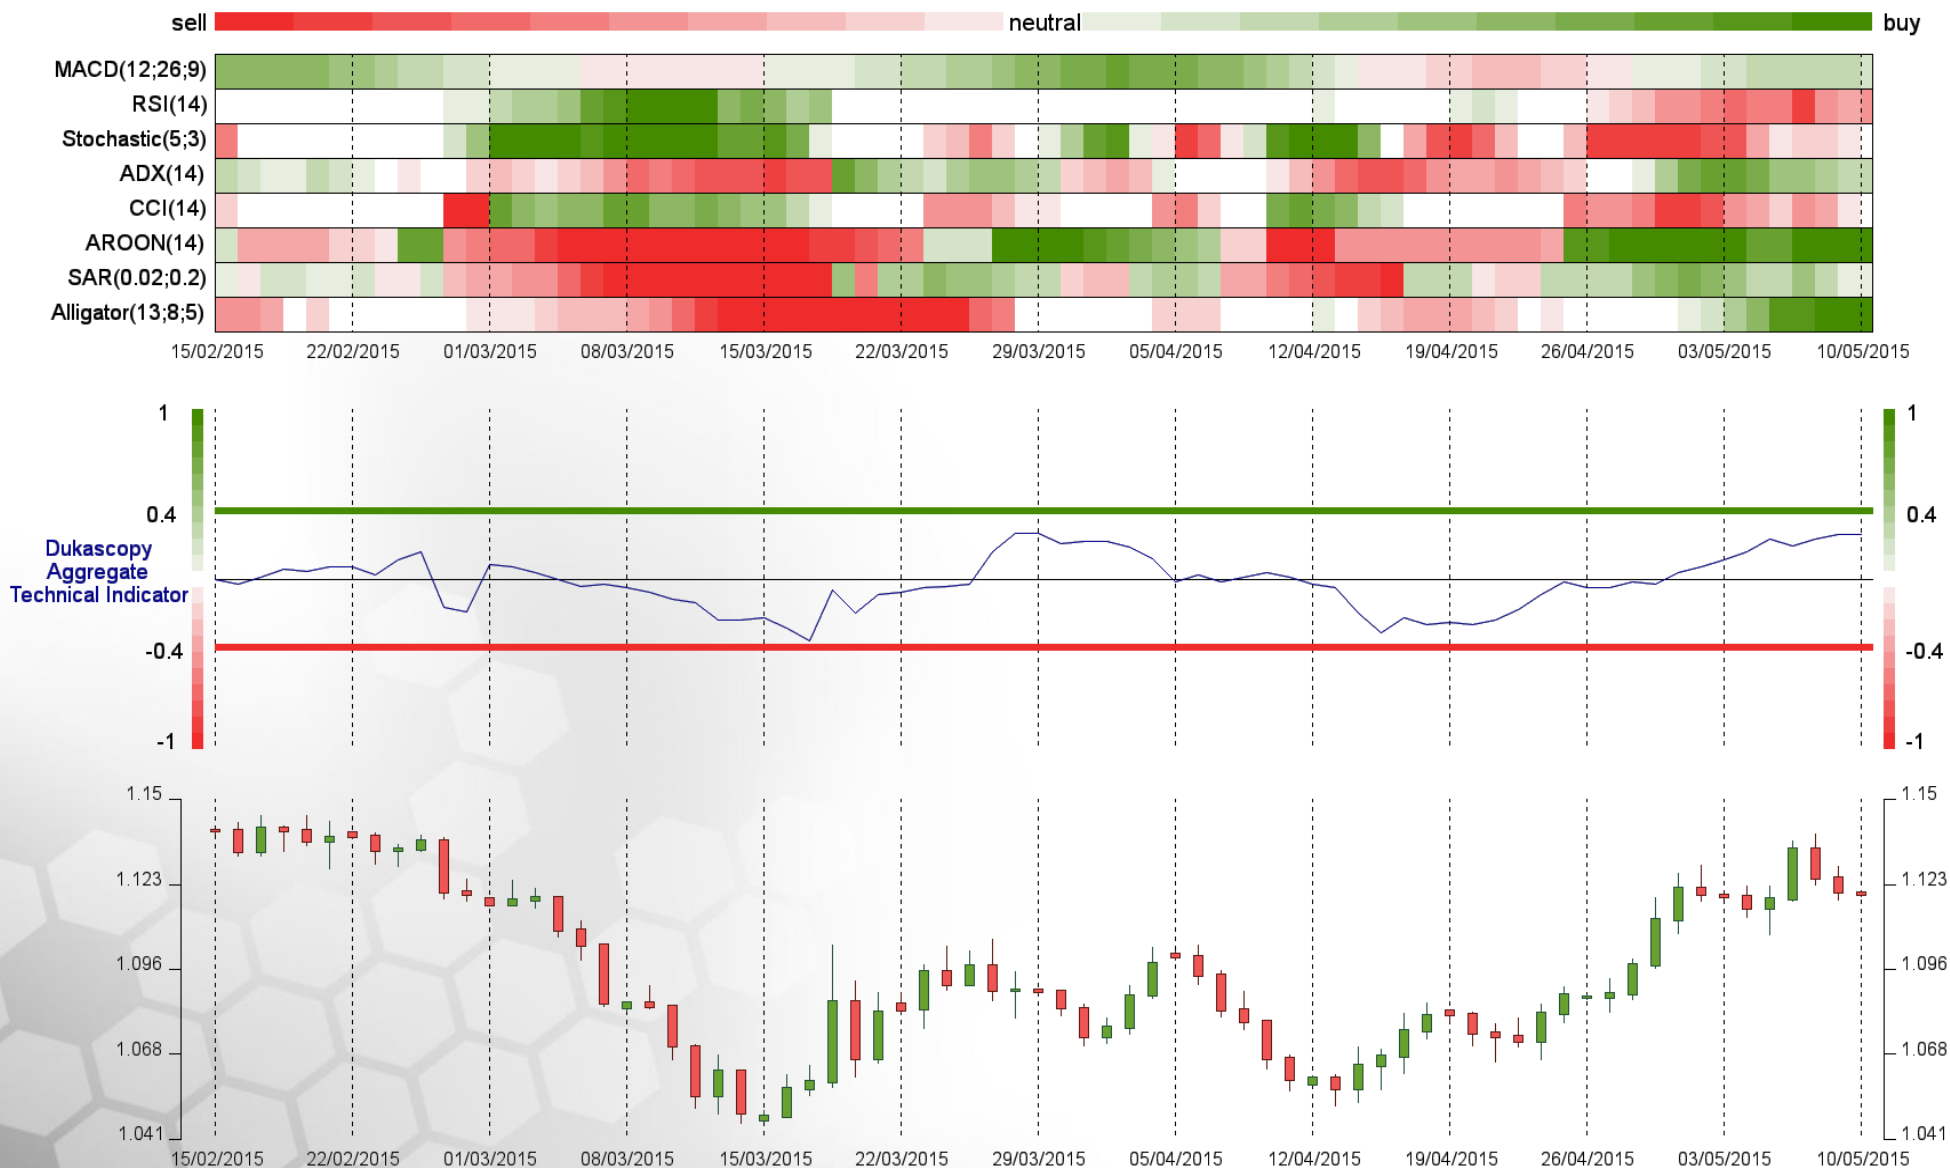 sell neutral buy
MACD(12;26;9)
RSI(14)
Stochastic(5;3)
ADX(14)
CCI(14)
AROON(14)
SAR(0.02;0.2)
Alligator(13;8;5)
15/02/2015 22/02/2015 01/03/2015 08/03/2015 15/03/2015 22/03/2015 29/03/2015 05/04/2015 12/04/2015 19/04/2015 26/04/2015 03/05/2015 10/05/2015
1 1
0.4 0.4
Dukascopy
Aggregate
Technical Indicator
-0.4 -0.4
-1 -1
1.15 1.15
1.123 1.123
1.096 1.096
1.068 1.068
1.041 1.041
15/02/2015 22/02/2015 01/03/2015 08/03/2015 15/03/2015 22/03/2015 29/03/2015 05/04/2015 12/04/2015 19/04/2015 26/04/2015 03/05/2015 10/05/2015